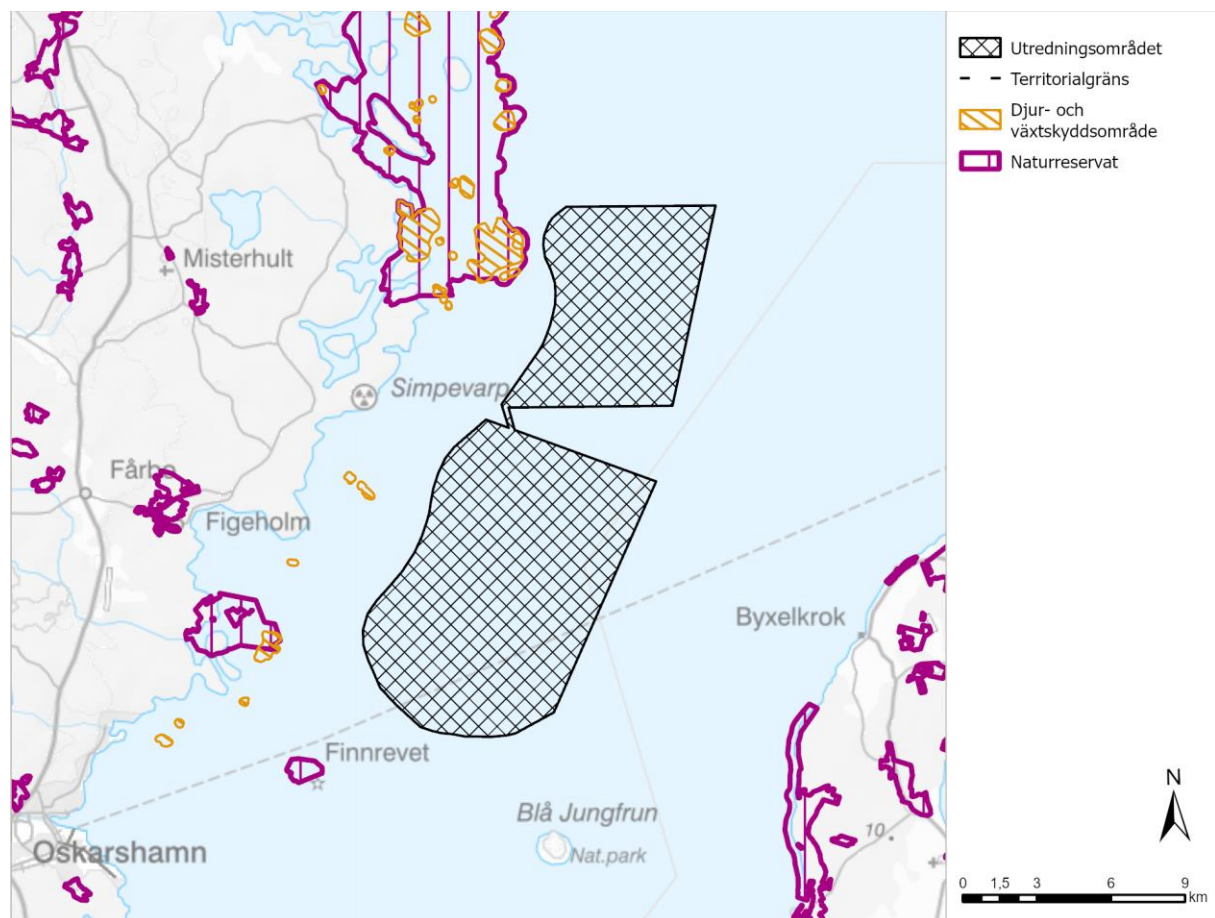 Misterhult
Simpevarp
Fårbo
Figeholm
Byxelkrok
Finnrevet
Blå Jungfrun
Nat.park
10
Oskarshamn
Utredningsområdet
Territorialgräns
Djur- och
växtskyddsområde
Naturreservat
N
0 1,5 3 6 9
km